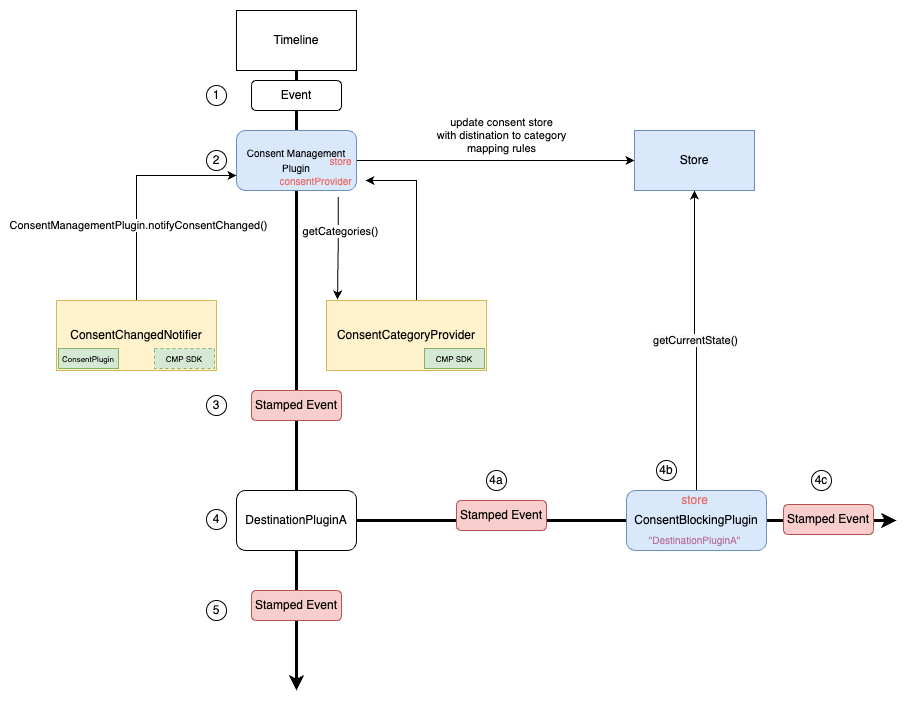 Timeline
1
Event
2
Consent Management
Plugin
store
consentProvider
update consent store
with distination to category
mapping rules
Store
ConsentManagementPlugin.notifyConsentChanged()
getCategories()
ConsentChangedNotifier
ConsentPlugin
CMP SDK
ConsentCategoryProvider
CMP SDK
getCurrentState()
3
Stamped Event
4
DestinationPluginA
4a
Stamped Event
4b
store
ConsentBlockingPlugin
"DestinationPluginA"
4c
Stamped Event
5
Stamped Event